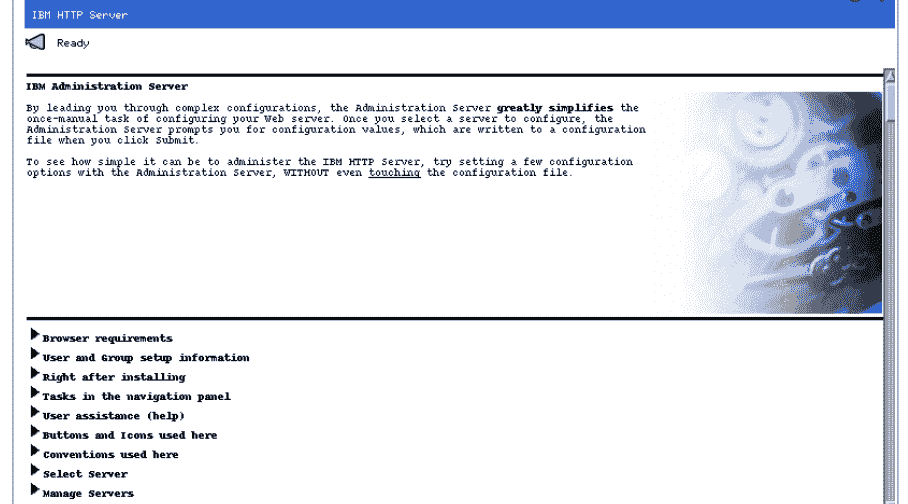 IBM HTTP Server
Ready
IBM Administration Server
By leading you through complex configurations, the Administration Server greatly simplifies the
once-manual task of configuring your Web server. Once you select a server to configure, the
Administration Server prompts you for configuration values, which are written to a configuration
file when you click Submit.
To see how simple it can be to administer the IBM HTTP Server, try setting a few configuration
options with the Administration Server, WITHOUT even touching the configuration file.
Browser requirements
User and Group setup information
Right after installing
Tasks in the navigation panel
User assistance (help)
Buttons and Icons used here
Conventions used here
Select Server
Manage Servers